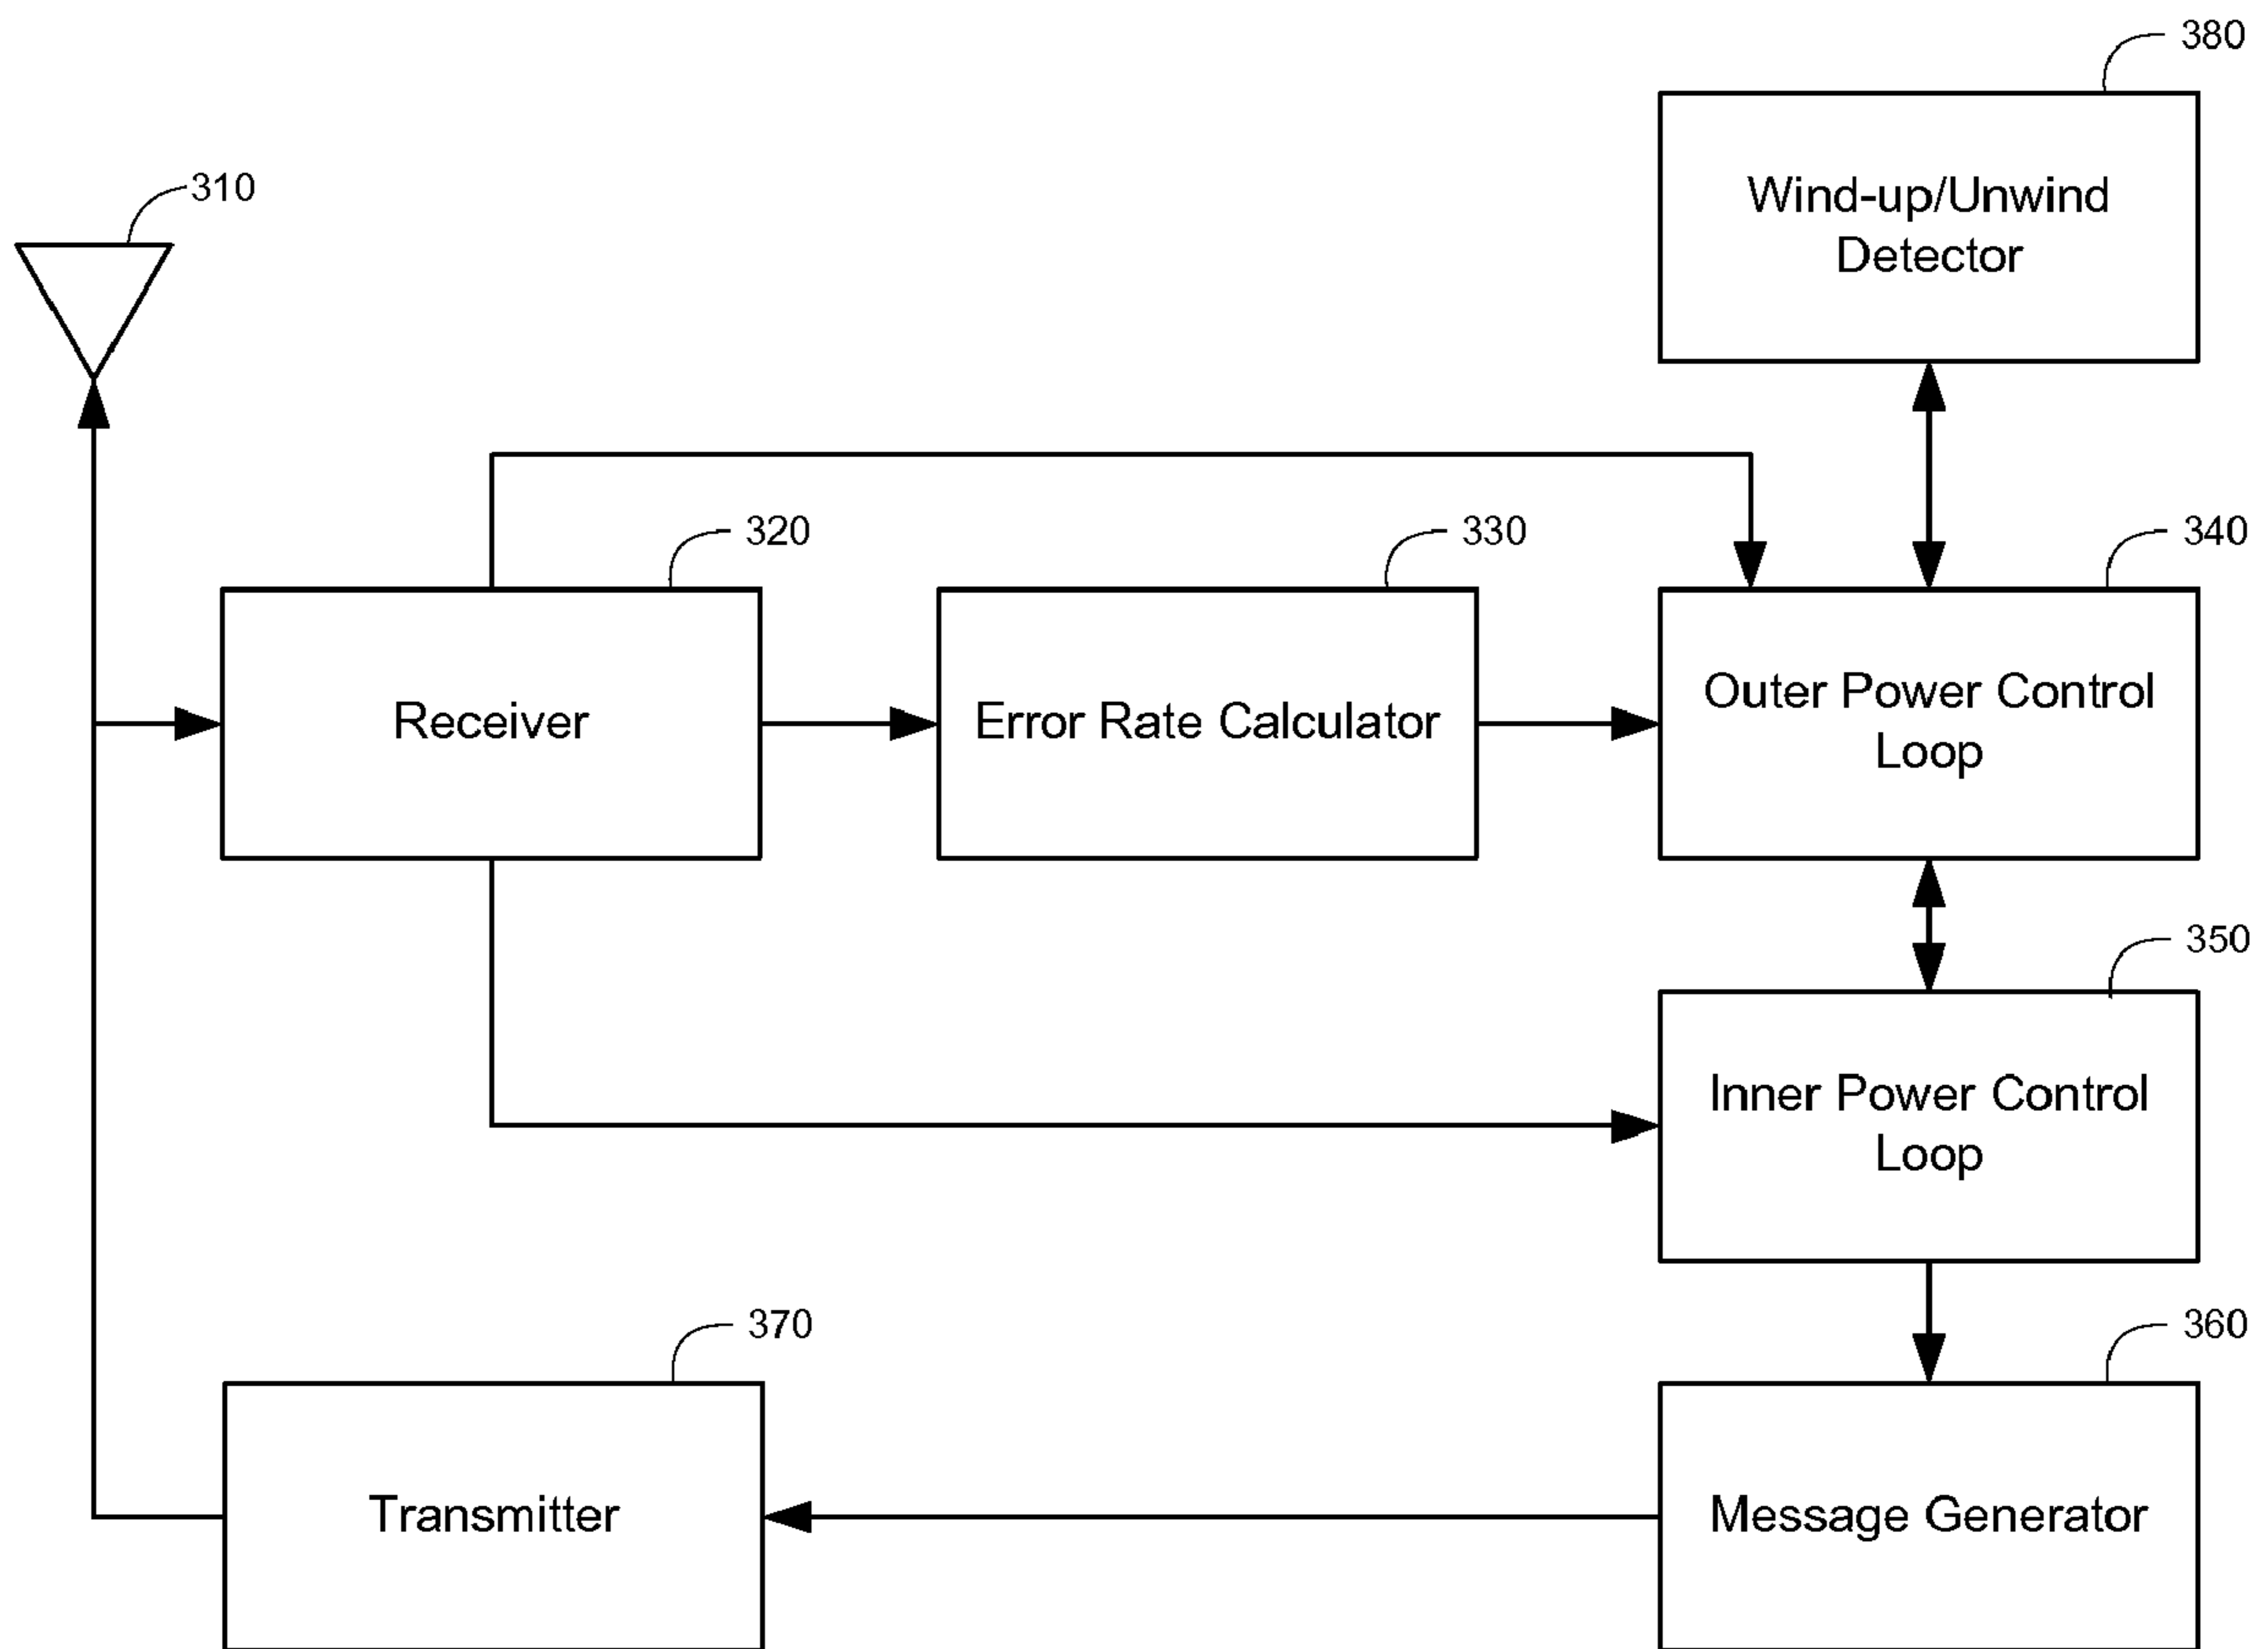 380
Wind-up/Unwind
Detector
310
320
330
340
Receiver
Error Rate Calculator
Outer Power Control
Loop
350
Inner Power Control
Loop
370
360
Transmitter
Message Generator